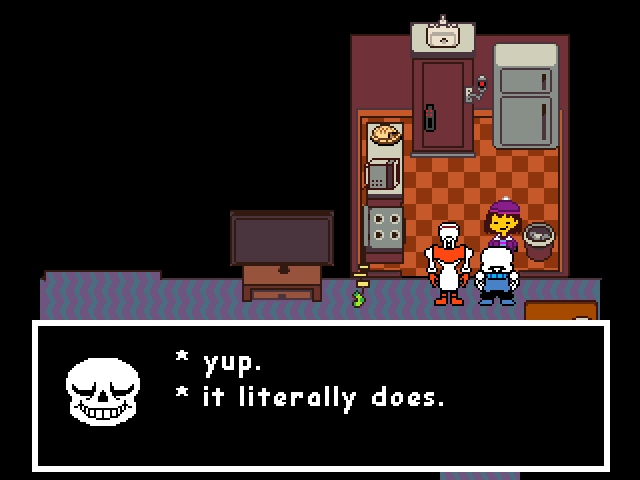 * yup.
* it literally does.